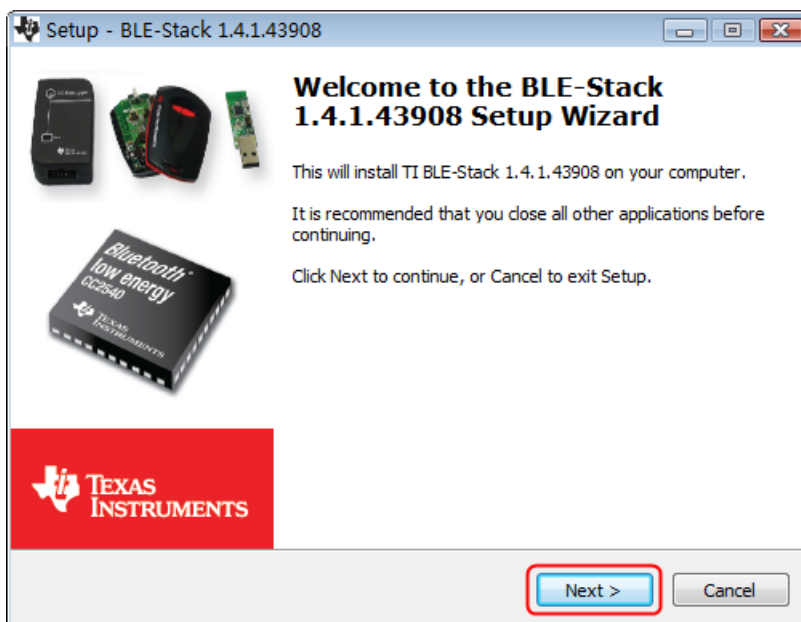 Setup - BLE-Stack 1.4.1.43908
Welcome to the BLE-Stack
1.4.1.43908 Setup Wizard
This will install TI BLE-Stack 1.4.1.43908 on your computer.
It is recommended that you close all other applications before
continuing.
Click Next to continue, or Cancel to exit Setup.
Bluetooth®
low energy
CC2540
TEXAS
INSTRUMENTS
TEXAS
INSTRUMENTS
Next >
Cancel